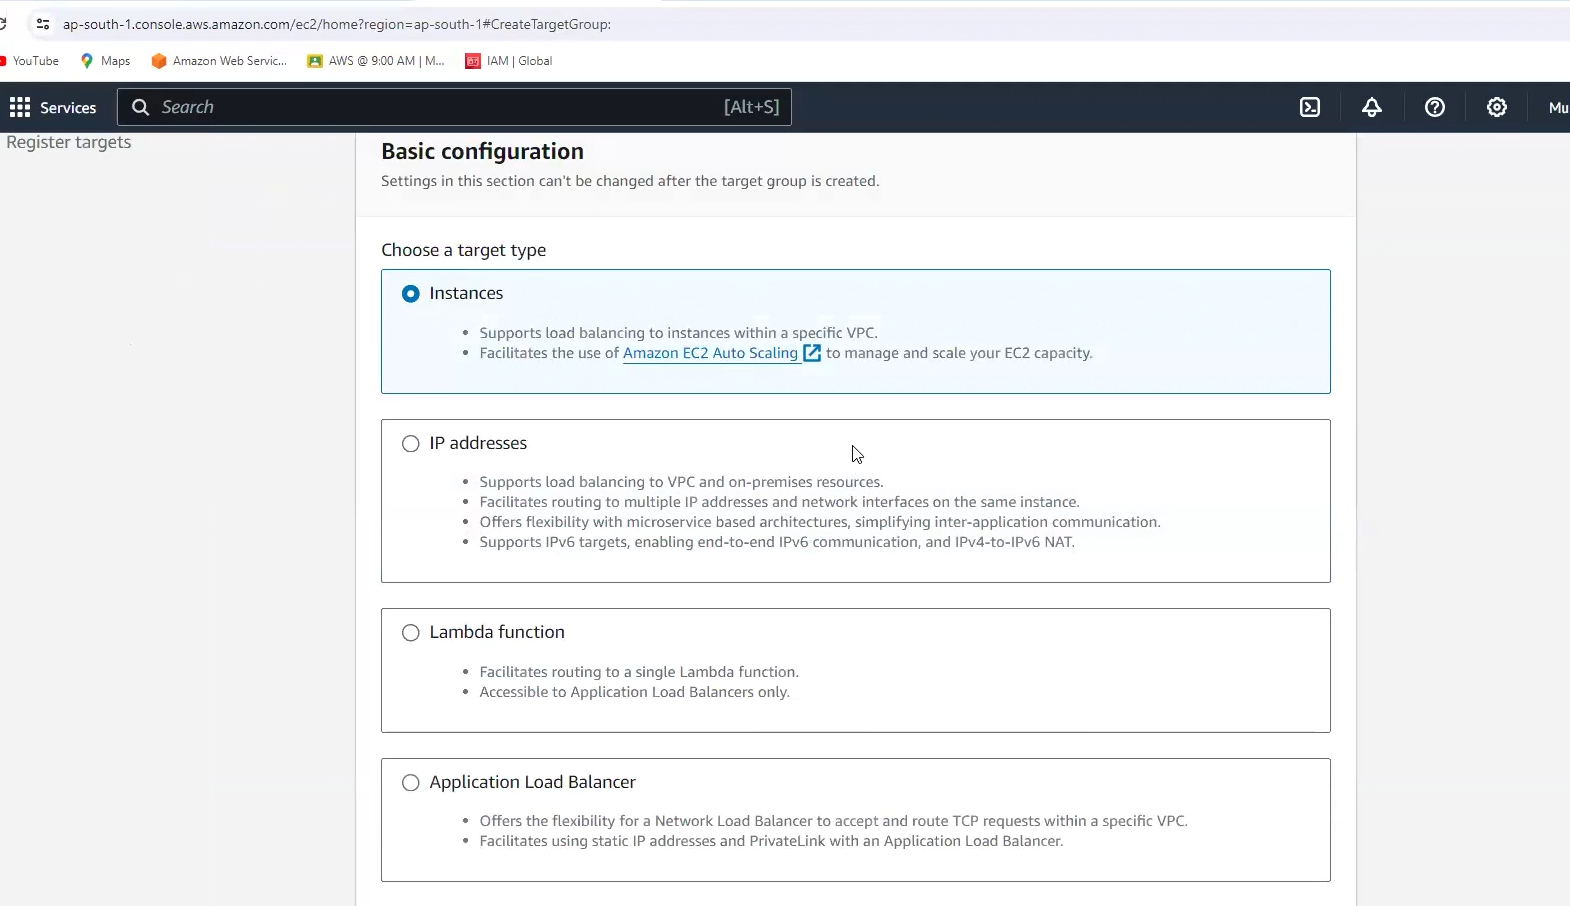 ap-south-1.console.aws.amazon.com/ec2/home?region=ap-south-1#CreateTargetGroup:
YouTube Maps Amazon Web Servic... AWS @ 9:00 AM | M... IAM | Global
Services Search [Alt+S] Mu
Register targets
Basic configuration
Settings in this section can't be changed after the target group is created.
Choose a target type
Instances
• Supports load balancing to instances within a specific VPC.
• Facilitates the use of Amazon EC2 Auto Scaling to manage and scale your EC2 capacity.
IP addresses
• Supports load balancing to VPC and on-premises resources.
• Facilitates routing to multiple IP addresses and network interfaces on the same instance.
• Offers flexibility with microservice based architectures, simplifying inter-application communication.
• Supports IPv6 targets, enabling end-to-end IPv6 communication, and IPv4-to-IPv6 NAT.
Lambda function
• Facilitates routing to a single Lambda function.
• Accessible to Application Load Balancers only.
Application Load Balancer
• Offers the flexibility for a Network Load Balancer to accept and route TCP requests within a specific VPC.
• Facilitates using static IP addresses and PrivateLink with an Application Load Balancer.